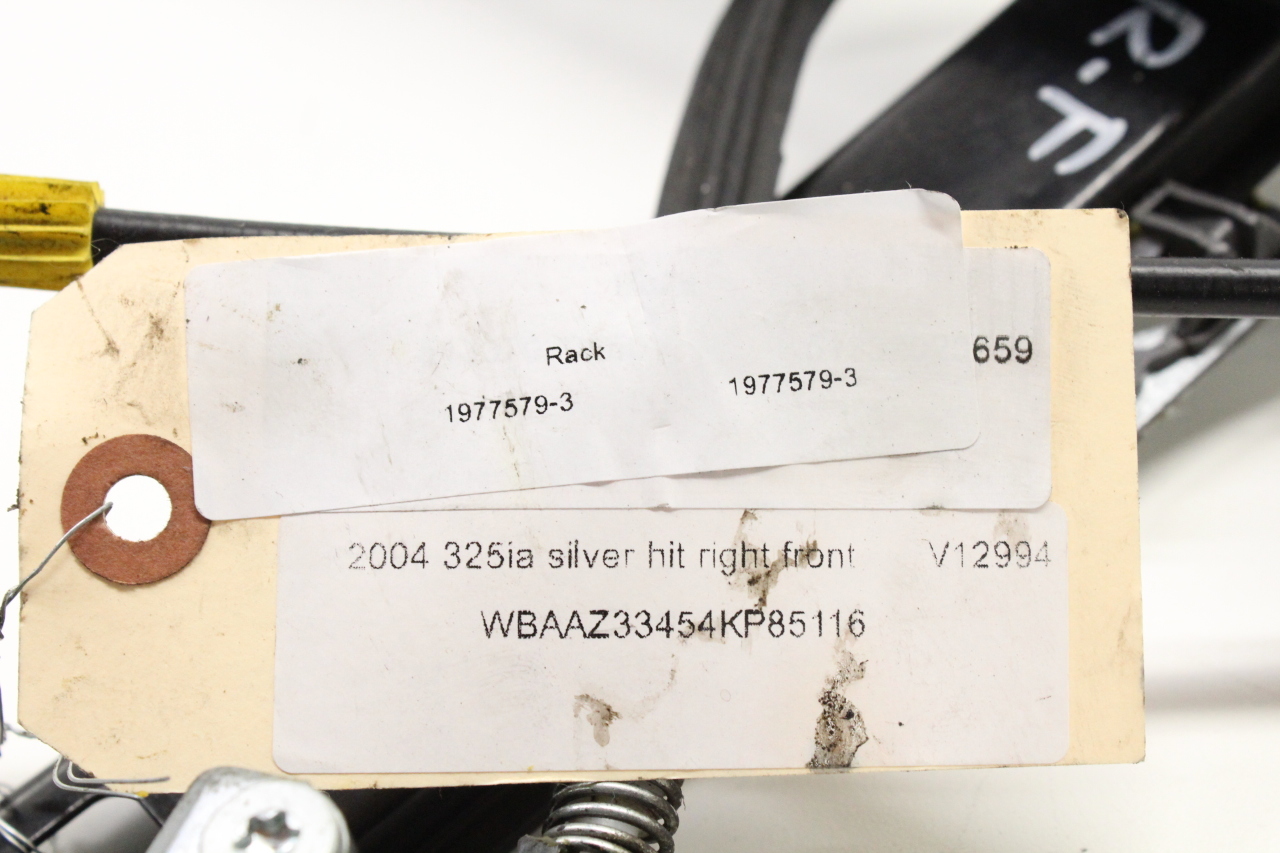 R-F
Rack
1977579-3 1977579-3
659
2004 325ia silver hit right front V12994
WBAAZ33454KP85116